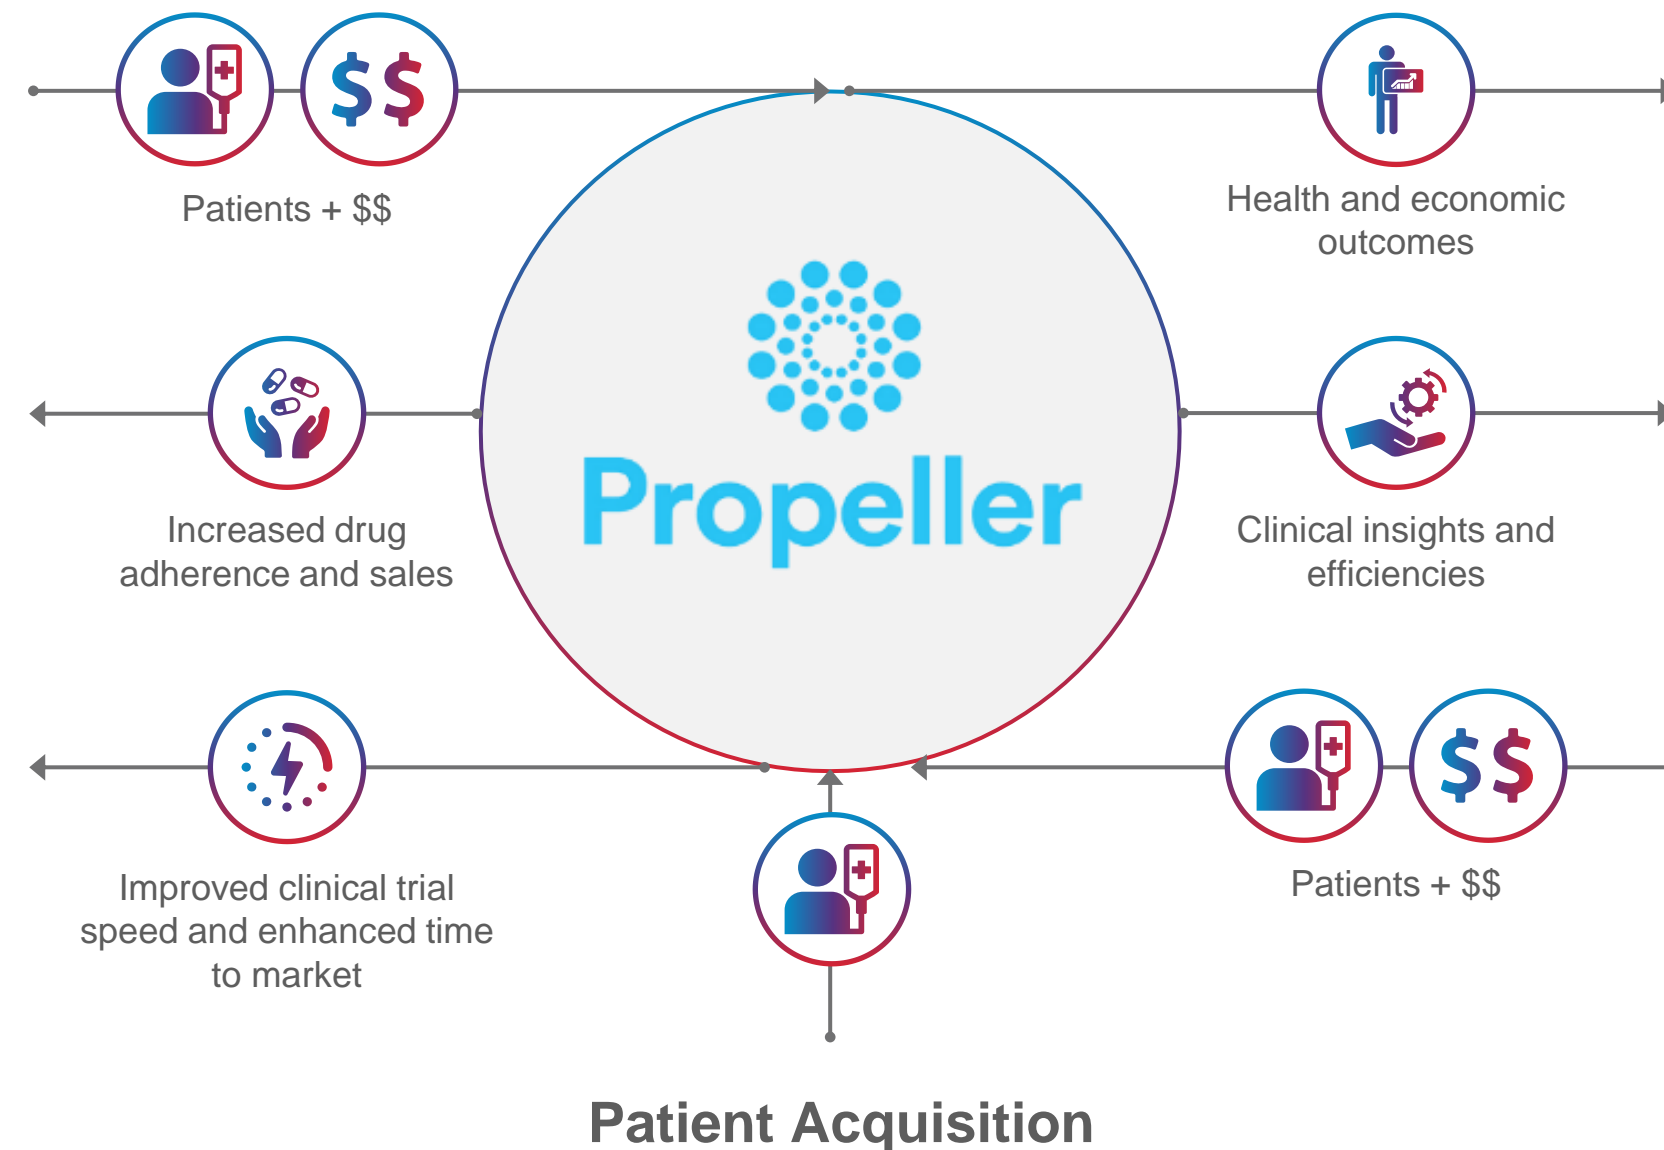 Patients + $$
Health and economic
outcomes
Propeller
Increased drug
adherence and sales
Clinical insights and
efficiencies
Improved clinical trial
speed and enhanced time
to market
Patients + $$
Patient Acquisition